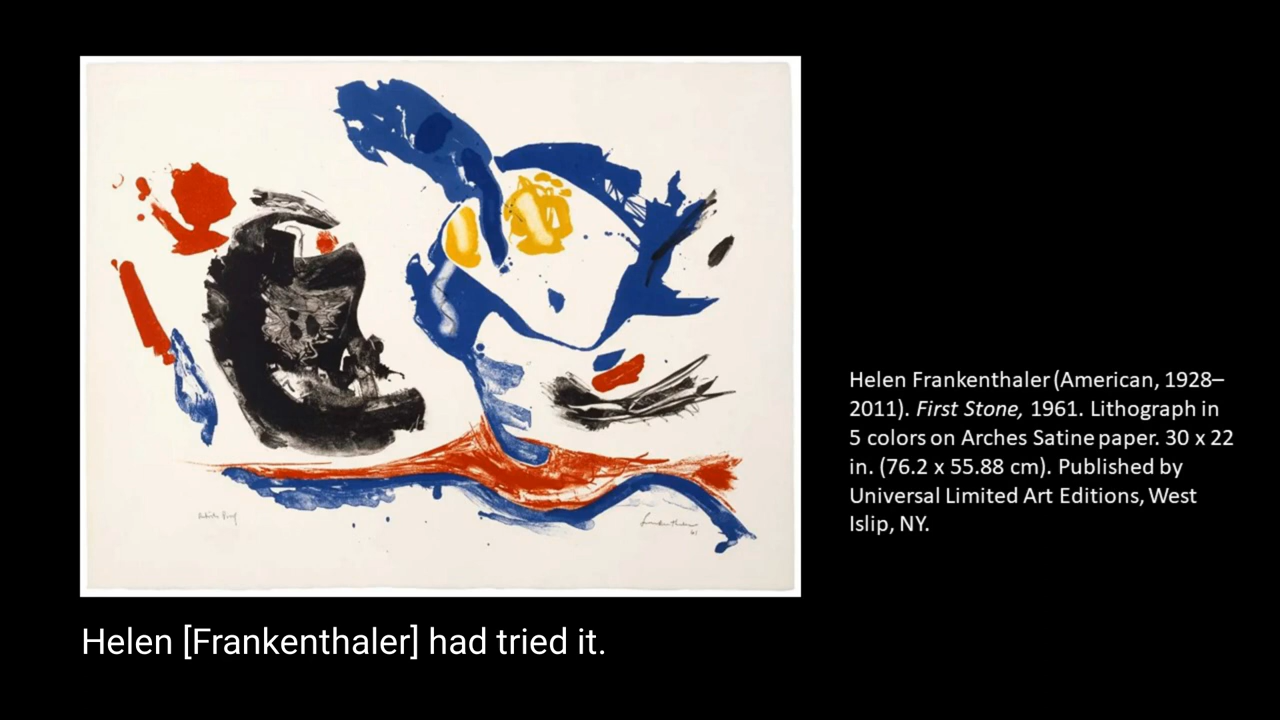 Helen Frankenthaler (American, 1928–
2011). First Stone, 1961. Lithograph in
5 colors on Arches Satine paper. 30 x 22
in. (76.2 x 55.88 cm). Published by
Universal Limited Art Editions, West
Islip, NY.
Helen [Frankenthaler] had tried it.